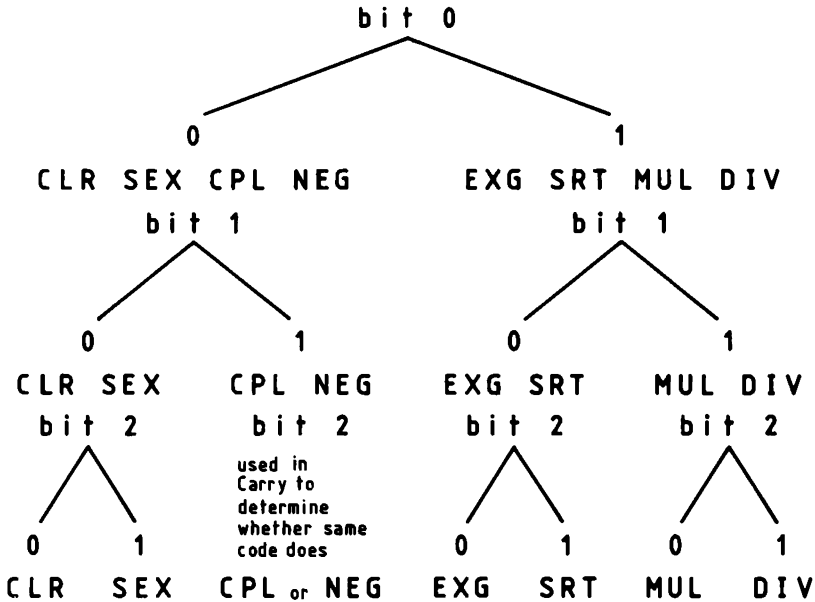 bit 0
0 1
CLR SEX CPL NEG EXG SRT MUL DIV
bit 1 bit 1
0 1 0 1
CLR SEX CPL NEG EXG SRT MUL DIV
bit 2 bit 2 bit 2 bit 2
used in
Carry to
determine
whether same
code does
0 1 0 1 0 1
CLR SEX CPL or NEG EXG SRT MUL DIV